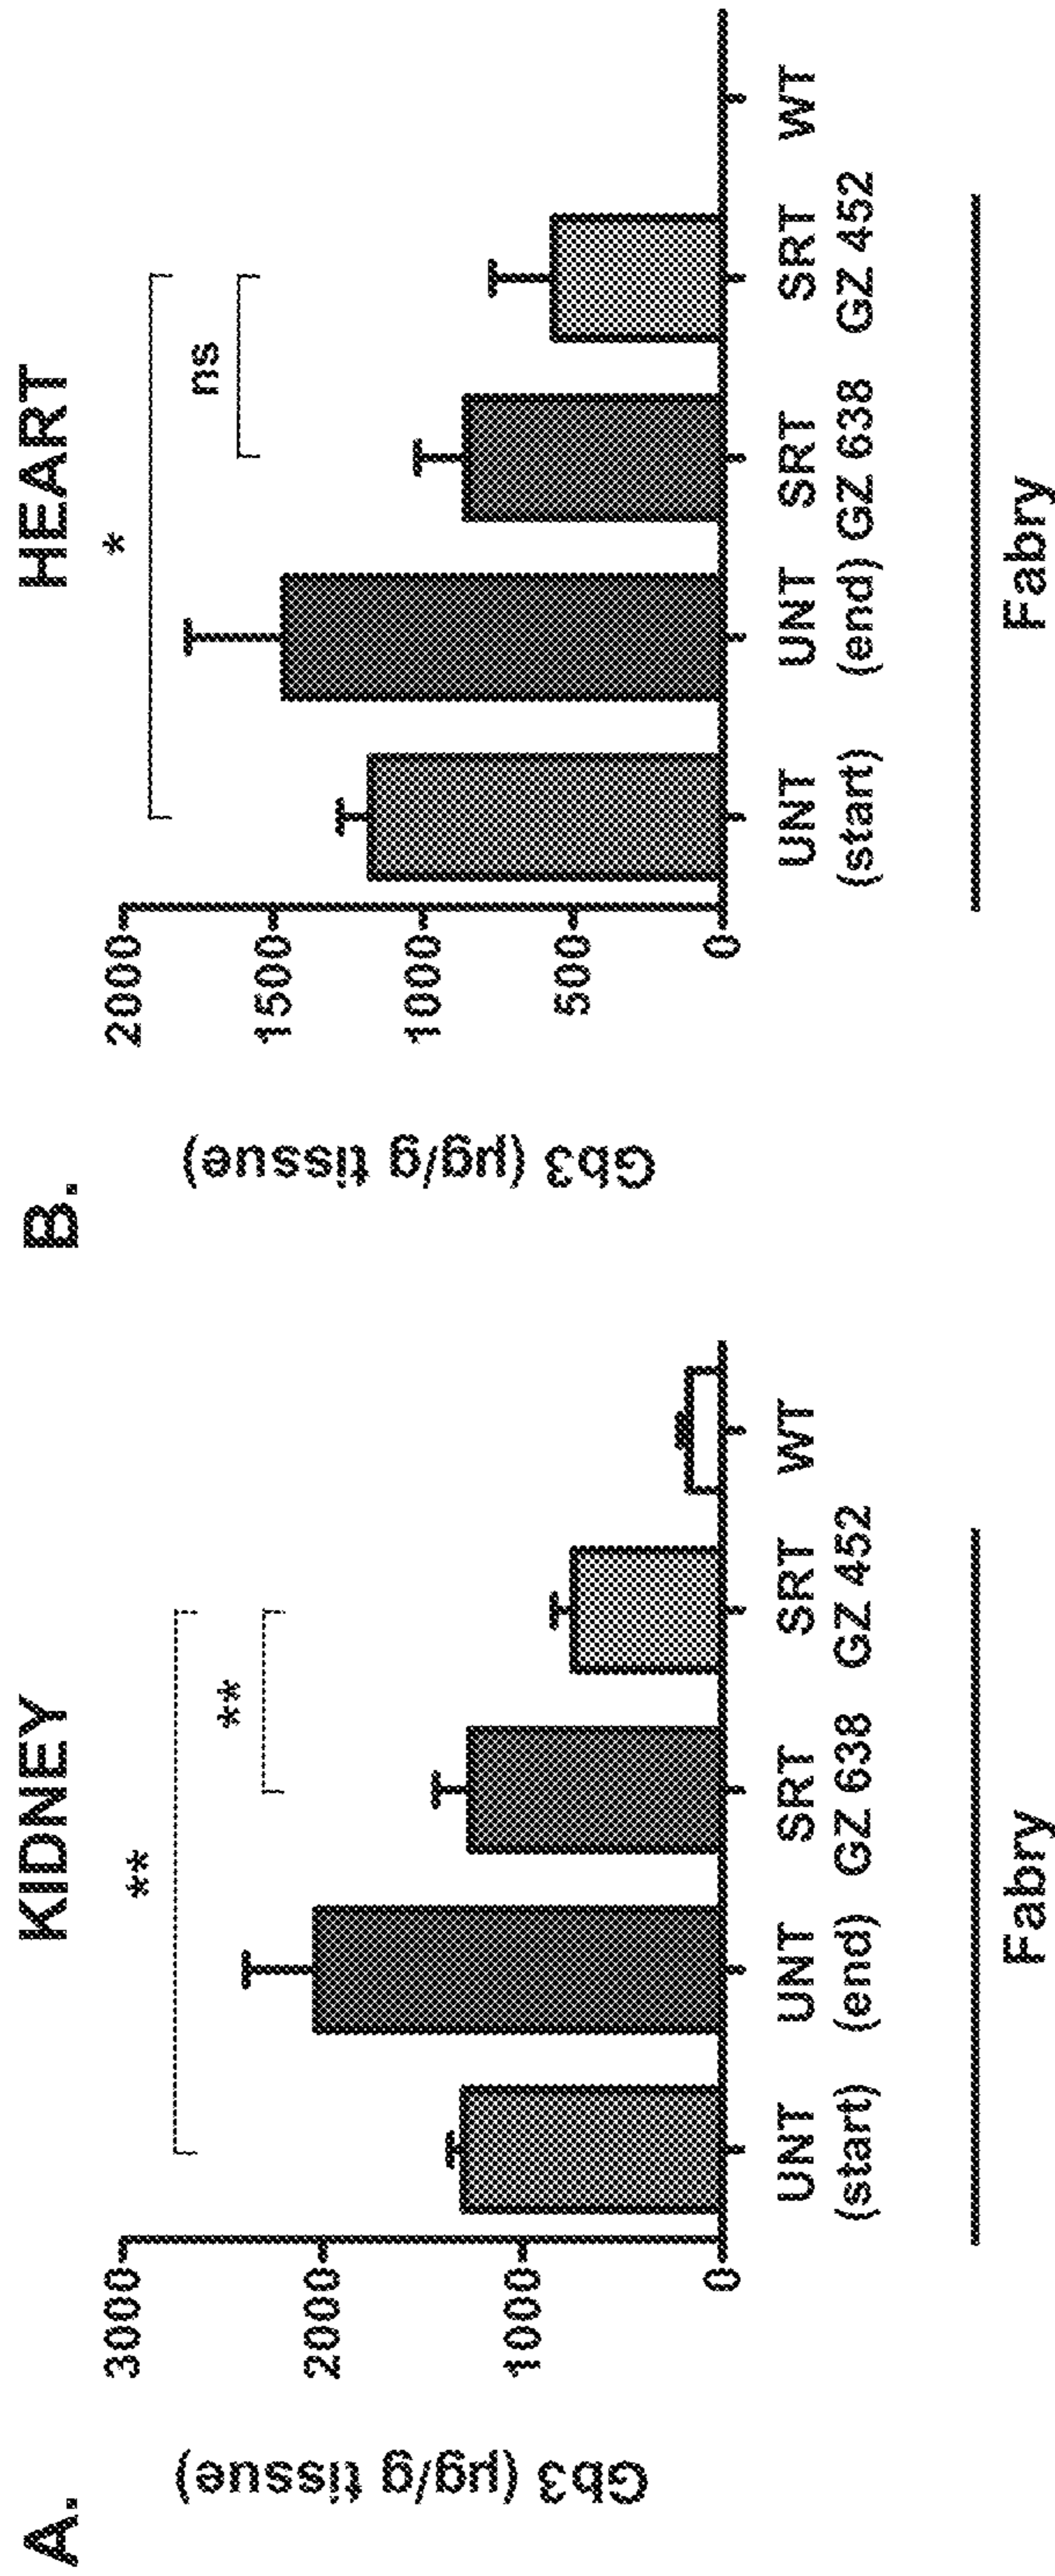 A.
KIDNEY
Gb3 (µg/g tissue)
3000
2000
1000
0
**
**
UNT (start)
UNT (end)
SRT GZ 638
SRT GZ 452
WT
Fabry
B.
HEART
Gb3 (µg/g tissue)
2000
1500
1000
500
0
*
ns
UNT (start)
UNT (end)
SRT GZ 638
SRT GZ 452
WT
Fabry